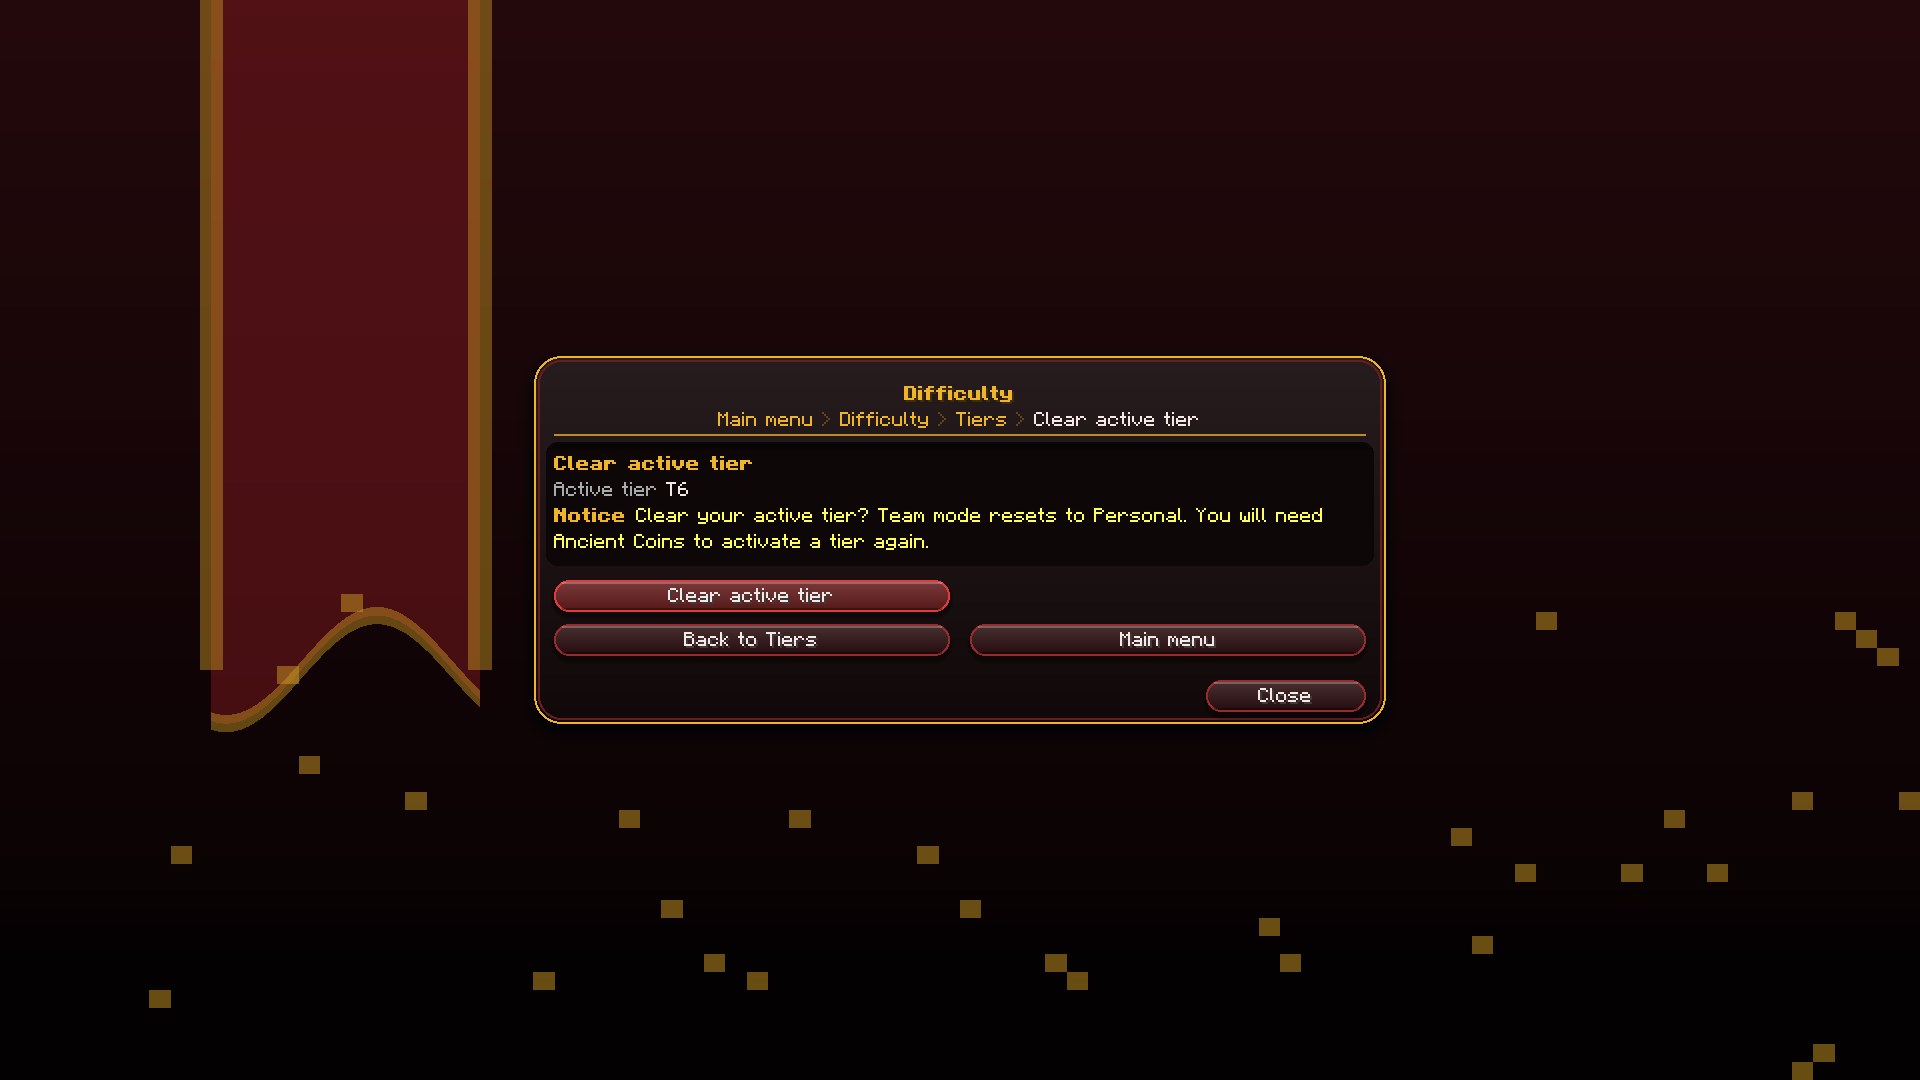 Difficulty
Main menu > Difficulty > Tiers > Clear active tier
Clear active tier
Active tier T6
Notice Clear your active tier? Team mode resets to Personal. You will need
Ancient Coins to activate a tier again.
Clear active tier
Back to Tiers
Main menu
Close